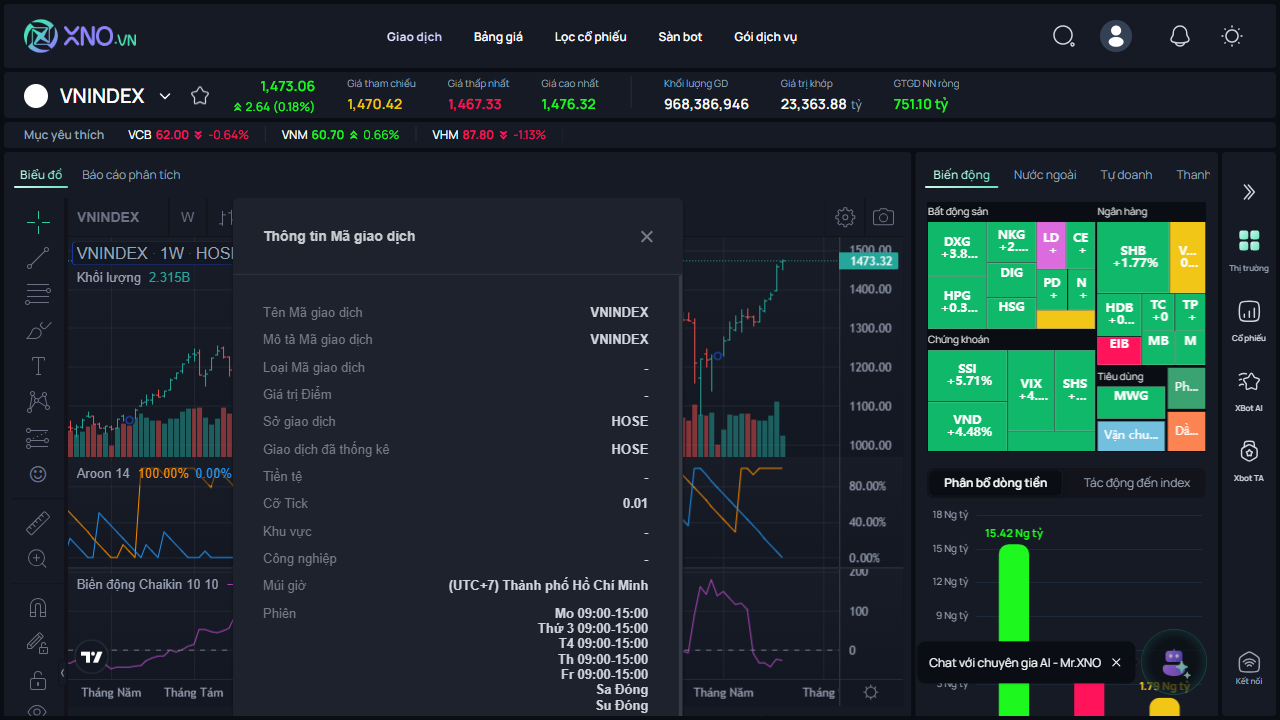 XNO.VN
Giao dịch
Bảng giá
Lọc cổ phiếu
Sàn bot
Gói dịch vụ
VNINDEX
1,473.06
2.64 (0.18%)
Giá tham chiếu
1,470.42
Giá thấp nhất
1,467.33
Giá cao nhất
1,476.32
Khối lượng GD
968,386,946
Giá trị khớp
23,363.88 tỷ
GTGD NN ròng
751.10 tỷ
Mục yêu thích
VCB 62.00 -0.64%
VNM 60.70 0.66%
VHM 87.80 -1.13%
Biểu đồ
Báo cáo phân tích
VNINDEX
W
VNINDEX · 1W · HOSE
Khối lượng 2.315B
Aroon 14 100.00% 0.00%
Biên động Chaikin 10 10
Tháng Năm
Tháng Tám
Thông tin Mã giao dịch
Tên Mã giao dịch VNINDEX
Mô tả Mã giao dịch VNINDEX
Loại Mã giao dịch -
Giá trị Điểm -
Sở giao dịch HOSE
Giao dịch đã thống kê HOSE
Tiền tệ -
Cỡ Tick 0.01
Khu vực -
Công nghiệp -
Múi giờ (UTC+7) Thành phố Hồ Chí Minh
Phiên Mo 09:00-15:00
Thứ 3 09:00-15:00
T4 09:00-15:00
Th 09:00-15:00
Fr 09:00-15:00
Sa Đóng
Su Đóng
1500.00
1473.32
1400.00
1300.00
1200.00
1100.00
1000.00
80.00%
40.00%
0.00%
200
100
0
Tháng Năm
Tháng
Biến động
Nước ngoài
Tự doanh
Thanh
Bất động sản
DXG
+3.8...
NKG
+2....
LD
+
CE
+
DIG
HPG
+0.3...
HSG
PD
+
N
+
Ngân hàng
SHB
+1.77%
V...
0...
HDB
+0...
TC
+0
TP
+
EIB
MB
M
Chứng khoán
SSI
+5.71%
VIX
+4....
SHS
+...
VND
+4.48%
Tiêu dùng
MWG
Ph...
Vận chu...
Dầ...
Phân bổ dòng tiền
Tác động đến index
18 Ng tỷ
15.42 Ng tỷ
15 Ng tỷ
12 Ng tỷ
9 Ng tỷ
Chat với chuyên gia AI - Mr.XNO
3 Ng tỷ
1.79 Ng tỷ
Thị trường
Cổ phiếu
XBot AI
Xbot TA
Kết nối